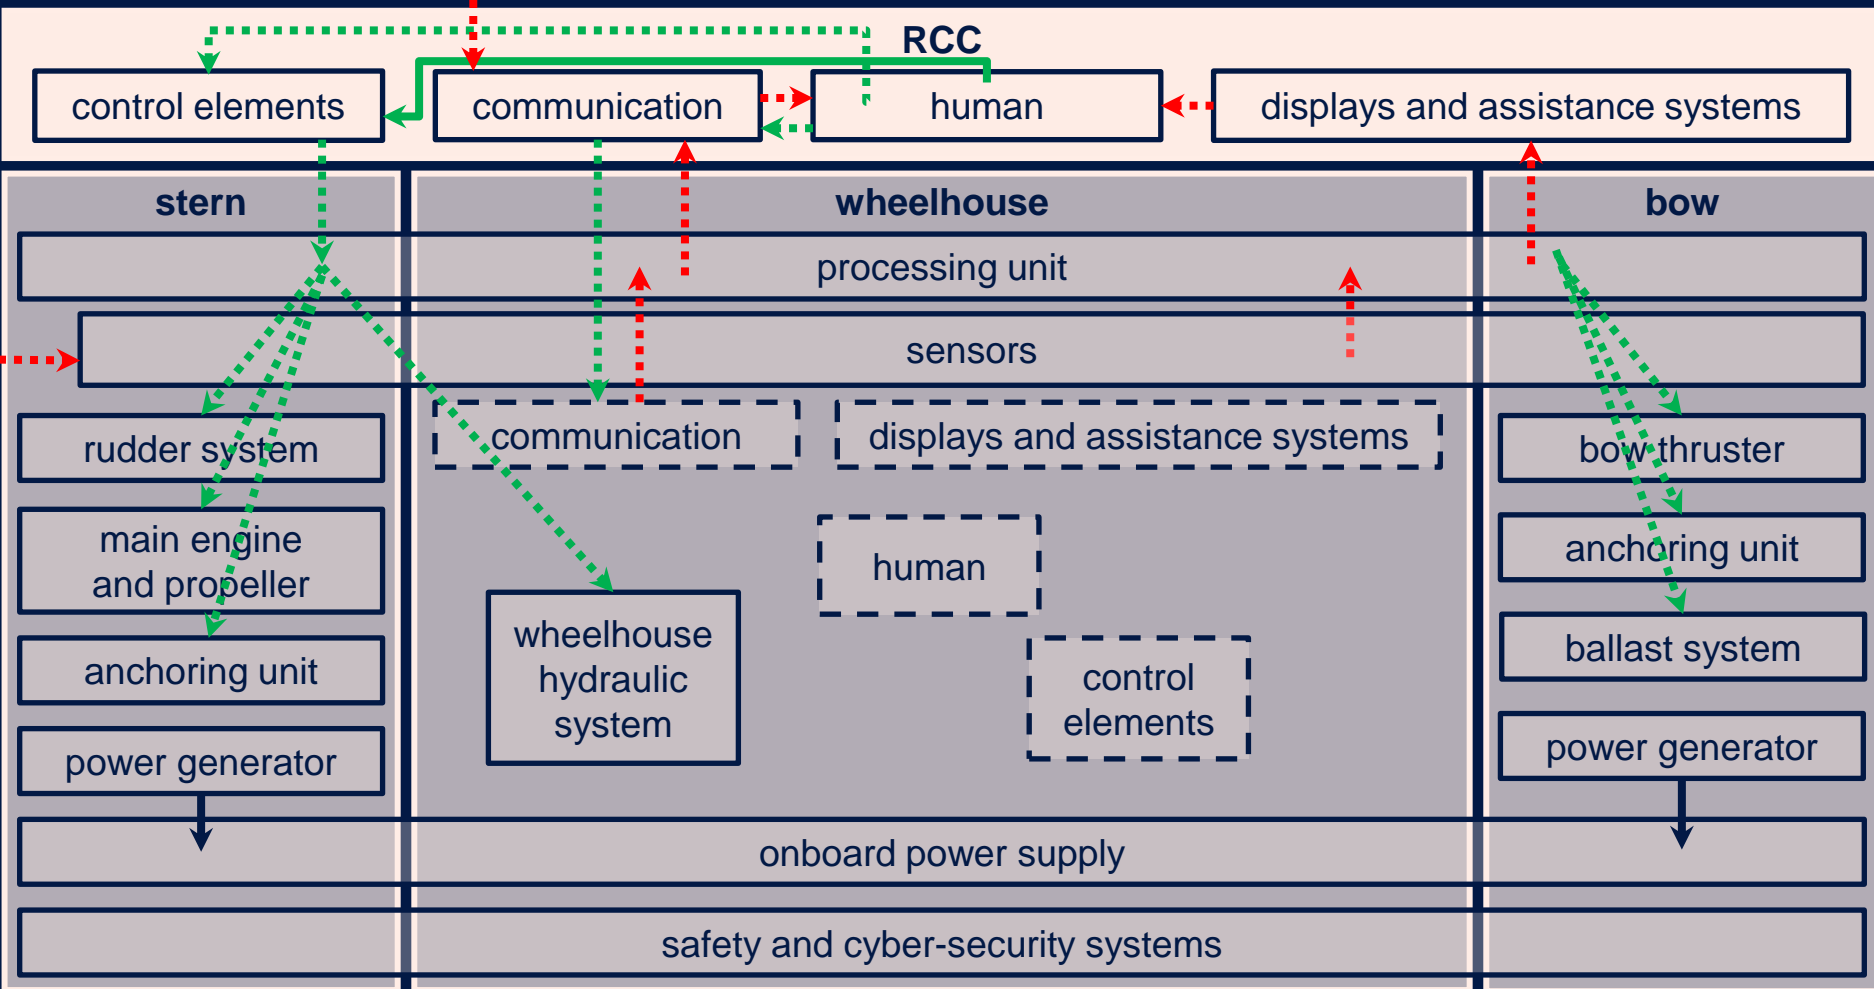 RCC
control elements
communication
human
displays and assistance systems
stern
wheelhouse
bow
processing unit
sensors
rudder system
main engine
and propeller
anchoring unit
power generator
communication
displays and assistance systems
human
wheelhouse
hydraulic
system
control
elements
bow thruster
anchoring unit
ballast system
power generator
onboard power supply
safety and cyber-security systems